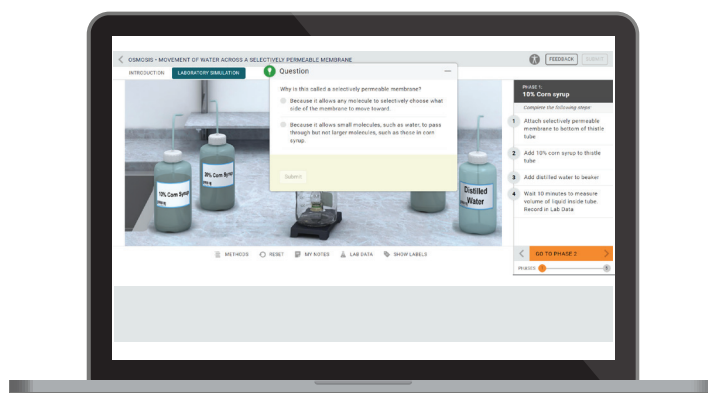 OSMOSIS - MOVEMENT OF WATER ACROSS A SELECTIVELY PERMEABLE MEMBRANE
FEEDBACK
SUBMIT
INTRODUCTION
LABORATORY SIMULATION
Question
Why is this called a selectively permeable membrane?
Because it allows any molecule to selectively choose what
side of the membrane to move toward.
Because it allows small molecules, such as water, to pass
through but not larger molecules, such as those in corn
syrup.
Submit
10% Corn Syrup
20% Corn Syrup
Distilled
Water
PHASE 1:
10% Corn syrup
Complete the following steps:
1 Attach selectively permeable
membrane to bottom of thistle
tube
2 Add 10% corn syrup to thistle
tube
3 Add distilled water to beaker
4 Wait 10 minutes to measure
volume of liquid inside tube.
Record in Lab Data
METHODS
RESET
MY NOTES
LAB DATA
SHOW LABELS
GO TO PHASE 2
PHASES 1 2